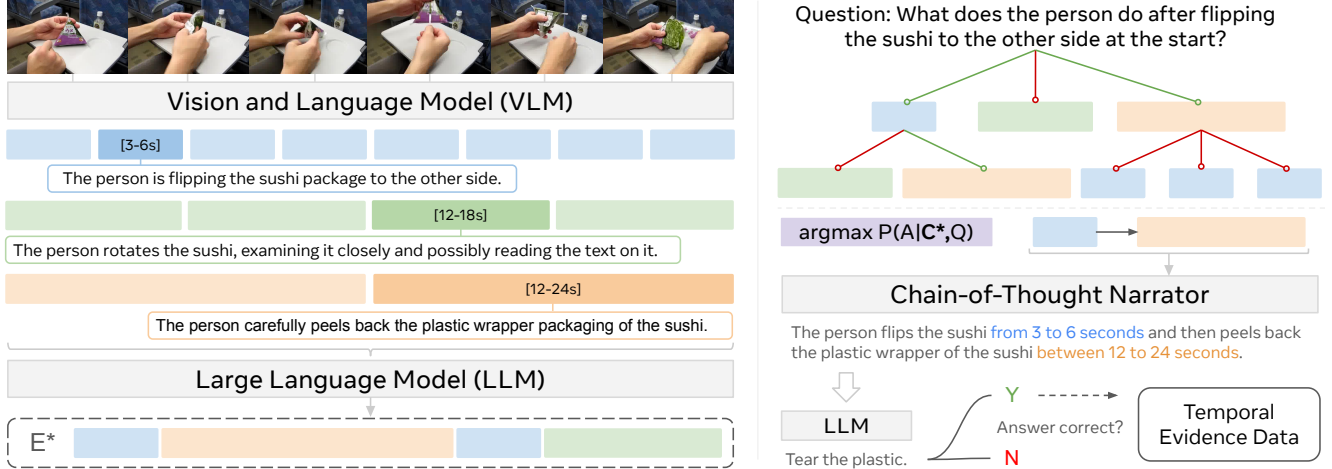 Vision and Language Model (VLM)
[3-6s]
The person is flipping the sushi package to the other side.
[12-18s]
The person rotates the sushi, examining it closely and possibly reading the text on it.
[12-24s]
The person carefully peels back the plastic wrapper packaging of the sushi.
Large Language Model (LLM)
E*
Question: What does the person do after flipping
the sushi to the other side at the start?
argmax P(A|C*,Q)
Chain-of-Thought Narrator
The person flips the sushi from 3 to 6 seconds and then peels back
the plastic wrapper of the sushi between 12 to 24 seconds.
LLM
Tear the plastic.
Y
Answer correct?
N
Temporal
Evidence Data